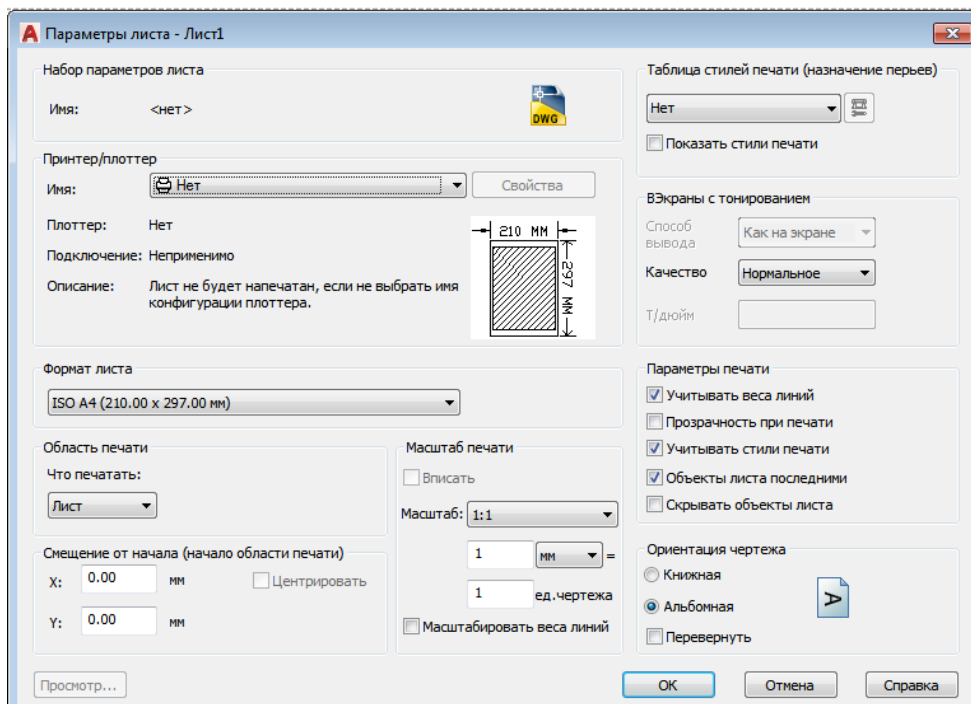 Параметры листа - Лист1
Набор параметров листа
Имя: <нет>
DWG
Принтер/плоттер
Имя: Нет Свойства
Плоттер: Нет
Подключение: Неприменимо
Описание: Лист не будет напечатан, если не выбрать имя
конфигурации плоттера.
210 MM
297 MM
Формат листа
ISO A4 (210.00 x 297.00 мм)
Область печати
Что печатать:
Лист
Смещение от начала (начало области печати)
X: 0.00 мм Центрировать
Y: 0.00 мм
Масштаб печати
Вписать
Масштаб: 1:1
1 мм =
1 ед.чертежа
Масштабировать веса линий
Таблица стилей печати (назначение перьев)
Нет
Показать стили печати
ВЭкраны с тонированием
Способ
вывода
Как на экране
Качество Нормальное
Т/дюйм
Параметры печати
Учитывать веса линий
Прозрачность при печати
Учитывать стили печати
Объекты листа последними
Скрывать объекты листа
Ориентация чертежа
Книжная
Альбомная
Перевернуть
A
Просмотр... ОК Отмена Справка